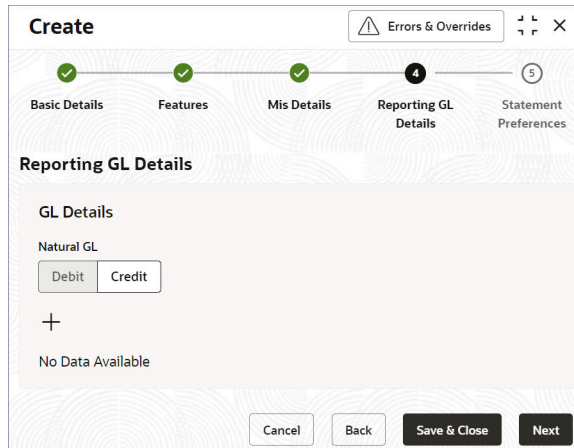 Create
Errors & Overrides
4
5
Basic Details
Features
Mis Details
Reporting GL
Details
Statement
Preferences
Reporting GL Details
GL Details
Natural GL
Debit
Credit
No Data Available
Cancel
Back
Save & Close
Next